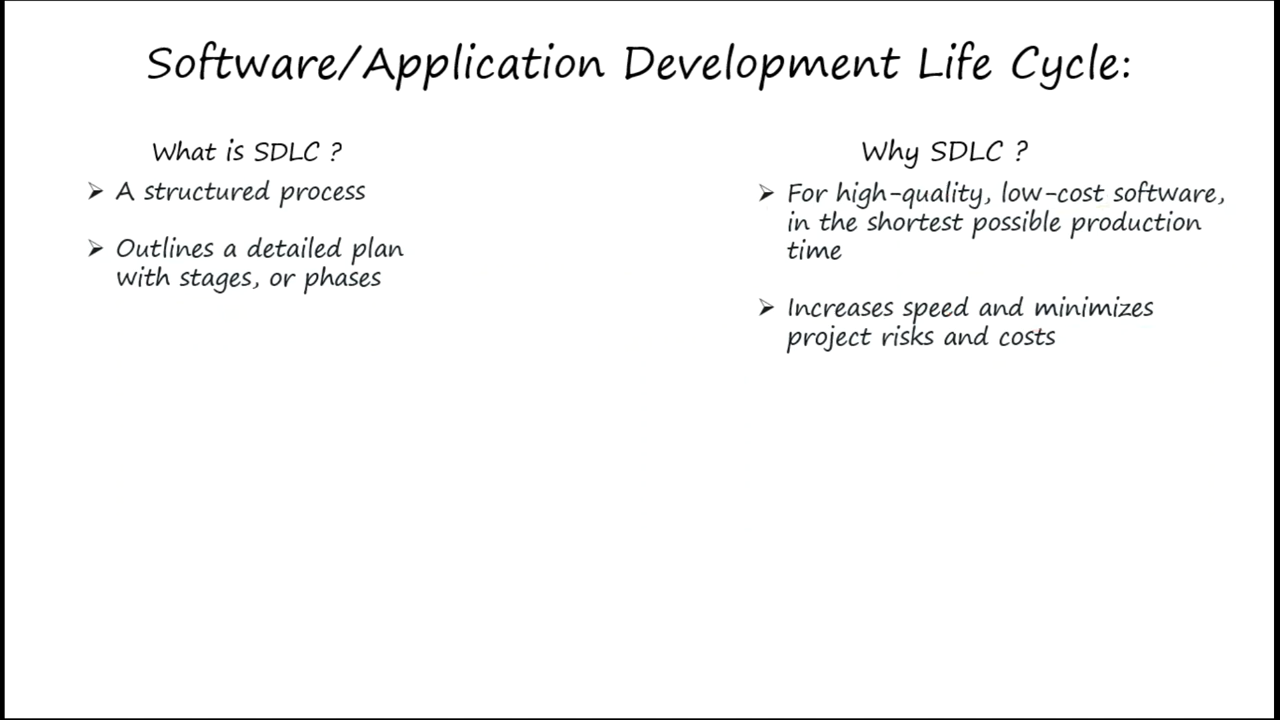 Software/Application Development Life Cycle:
What is SDLC ?
➢ A structured process
➢ Outlines a detailed plan
with stages, or phases
Why SDLC ?
➢ For high-quality, low-cost software,
in the shortest possible production
time
➢ Increases speed and minimizes
project risks and costs